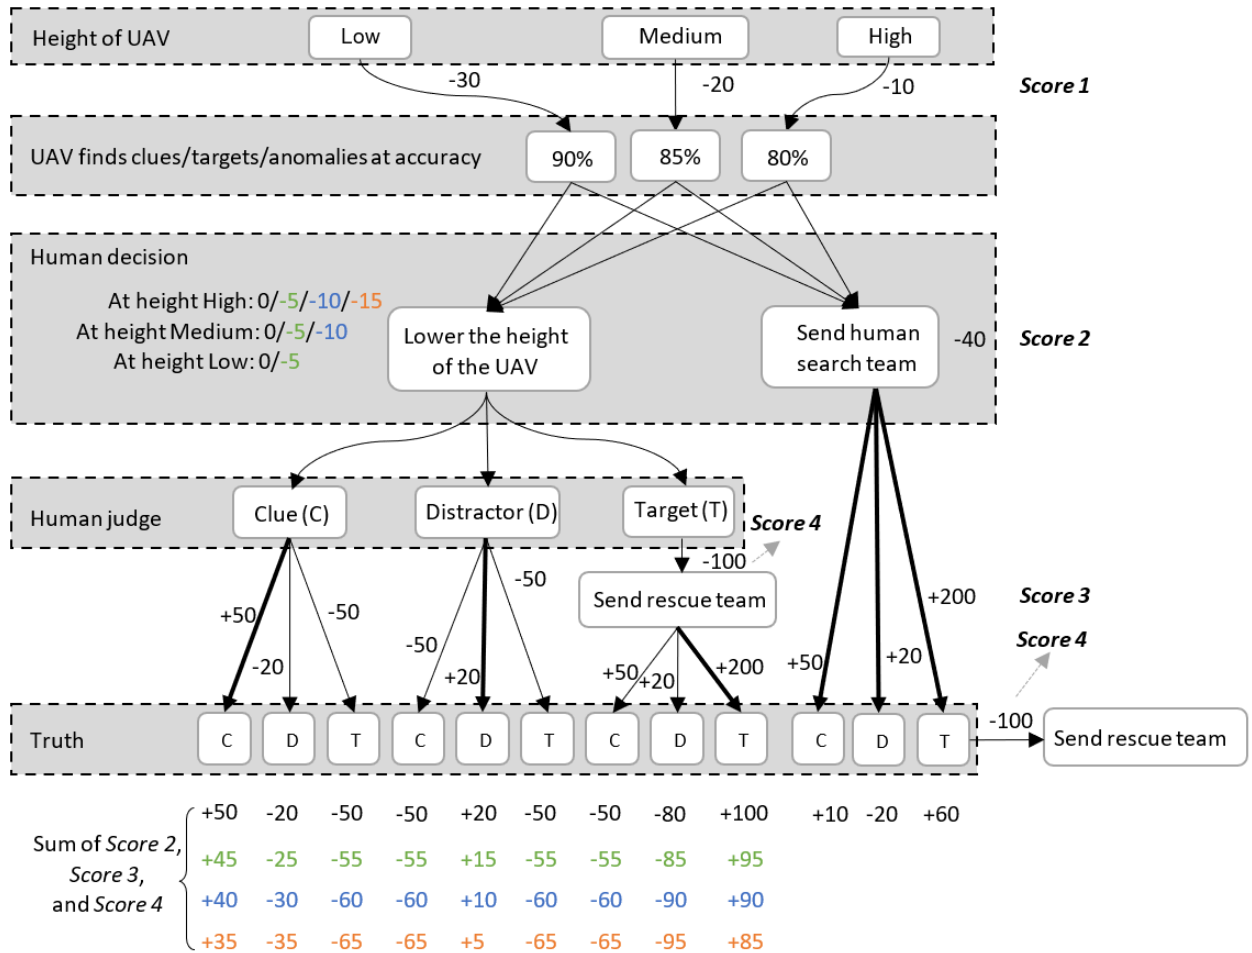 Height of UAV
Low
Medium
High
-30
-20
-10
Score 1
UAV finds clues/targets/anomalies at accuracy
90%
85%
80%
Human decision
At height High: 0/-5/-10/-15
At height Medium: 0/-5/-10
At height Low: 0/-5
Lower the height
of the UAV
Send human
search team
-40
Score 2
Human judge
Clue (C)
Distractor (D)
Target (T)
Score 4
-100
Send rescue team
+50
-20
-50
-50
+20
-50
+50
+20
+200
+50
+20
+200
Score 3
Score 4
Truth
C
D
T
C
D
T
C
D
T
C
D
T
-100
Send rescue team
Sum of Score 2,
Score 3,
and Score 4
+50 -20 -50 -50 +20 -50 -50 -80 +100 +10 -20 +60
+45 -25 -55 -55 +15 -55 -55 -85 +95
+40 -30 -60 -60 +10 -60 -60 -90 +90
+35 -35 -65 -65 +5 -65 -65 -95 +85